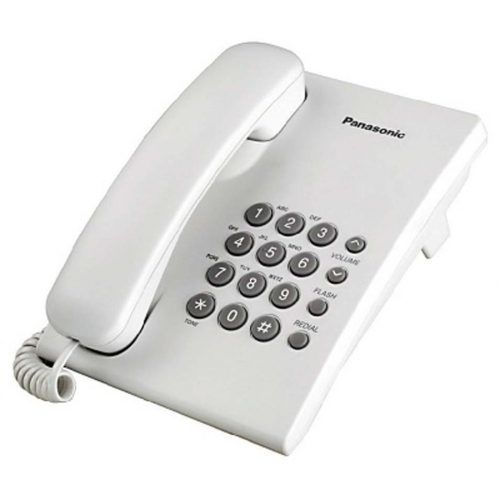 Panasonic
ABC DEF
1 2 3
GHI JKL MNO VOLUME
4 5 6
PQRS TUV WXYZ
7 8 9 FLASH
* 0 #
TONE REDIAL